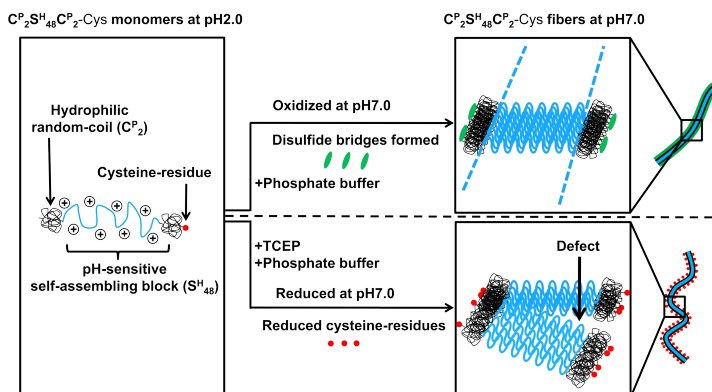 Cᴾ₂Sᴴ₄₈Cᴾ₂-Cys monomers at pH2.0
Hydrophilic
random-coil (Cᴾ₂)
Cysteine-residue
+ + + +
+ + + +
pH-sensitive
self-assembling block (Sᴴ₄₈)
Oxidized at pH7.0
Disulfide bridges formed
+Phosphate buffer
+TCEP
+Phosphate buffer
Reduced at pH7.0
Reduced cysteine-residues
Cᴾ₂Sᴴ₄₈Cᴾ₂-Cys fibers at pH7.0
Defect